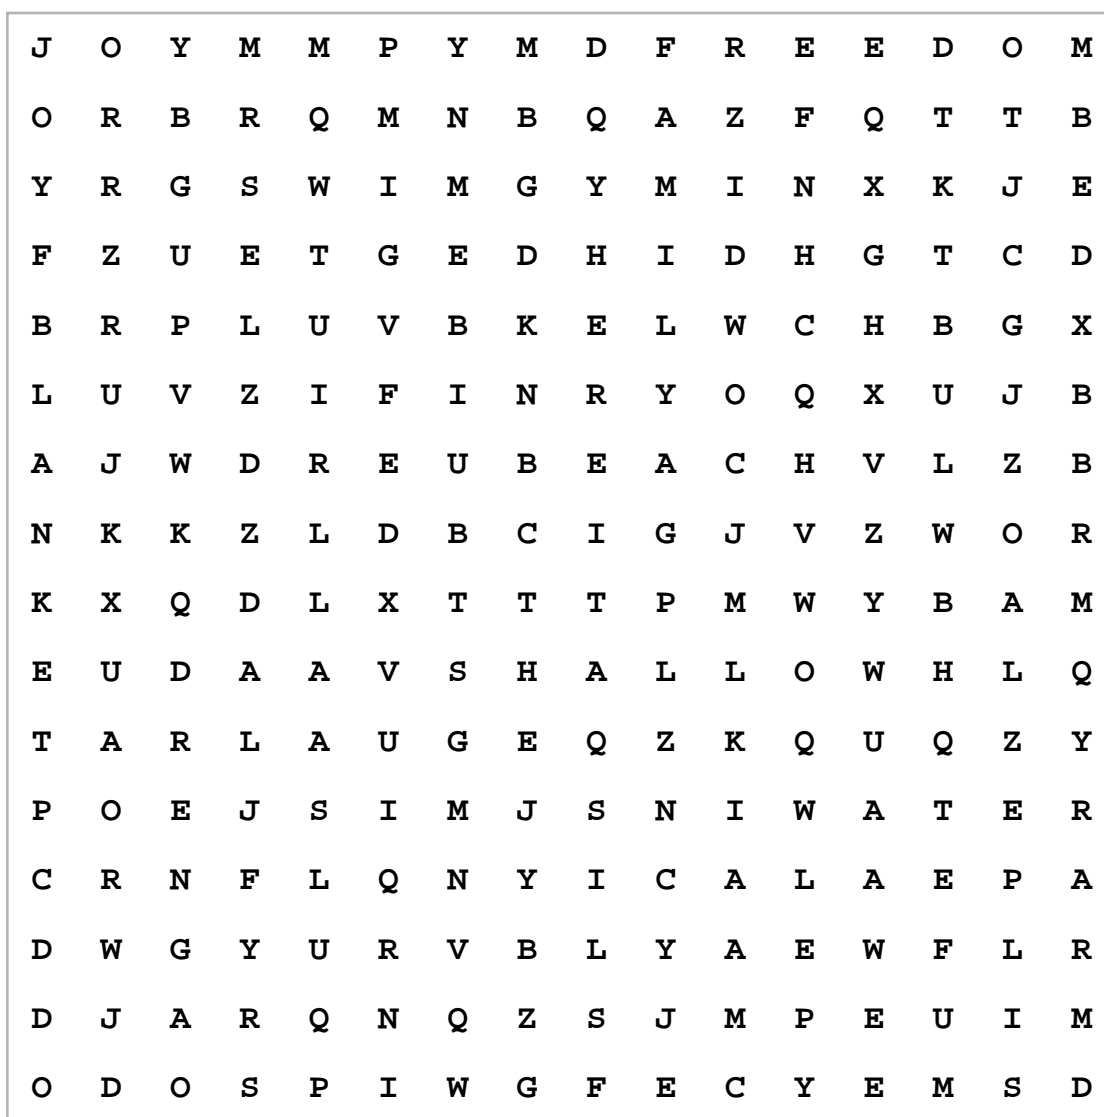 J O Y M M P Y M D F R E E D O M
O R B R Q M N B Q A Z F Q T T B
Y R G S W I M G Y M I N X K J E
F Z U E T G E D H I D H G T C D
B R P L U V B K E L W C H B G X
L U V Z I F I N R Y O Q X U J B
A J W D R E U B E A C H V L Z B
N K K Z L D B C I G J V Z W O R
K X Q D L X T T T P M W Y B A M
E U D A A V S H A L L O W H L Q
T A R L A U G E Q Z K Q U Q Z Y
P O E J S I M J S N I W A T E R
C R N F L Q N Y I C A L A E P A
D W G Y U R V B L Y A E W F L R
D J A R Q N Q Z S J M P E U I M
O D O S P I W G F E C Y E M S D